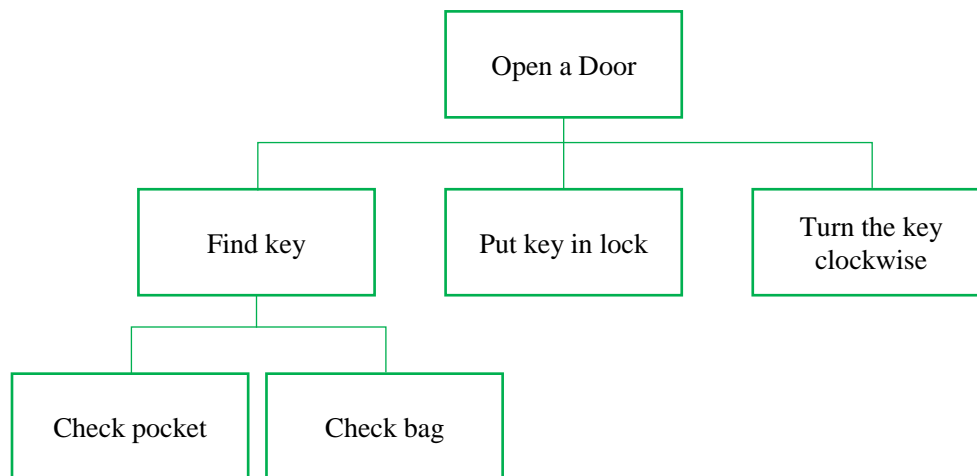 Open a Door
Find key
Put key in lock
Turn the key
clockwise
Check pocket
Check bag